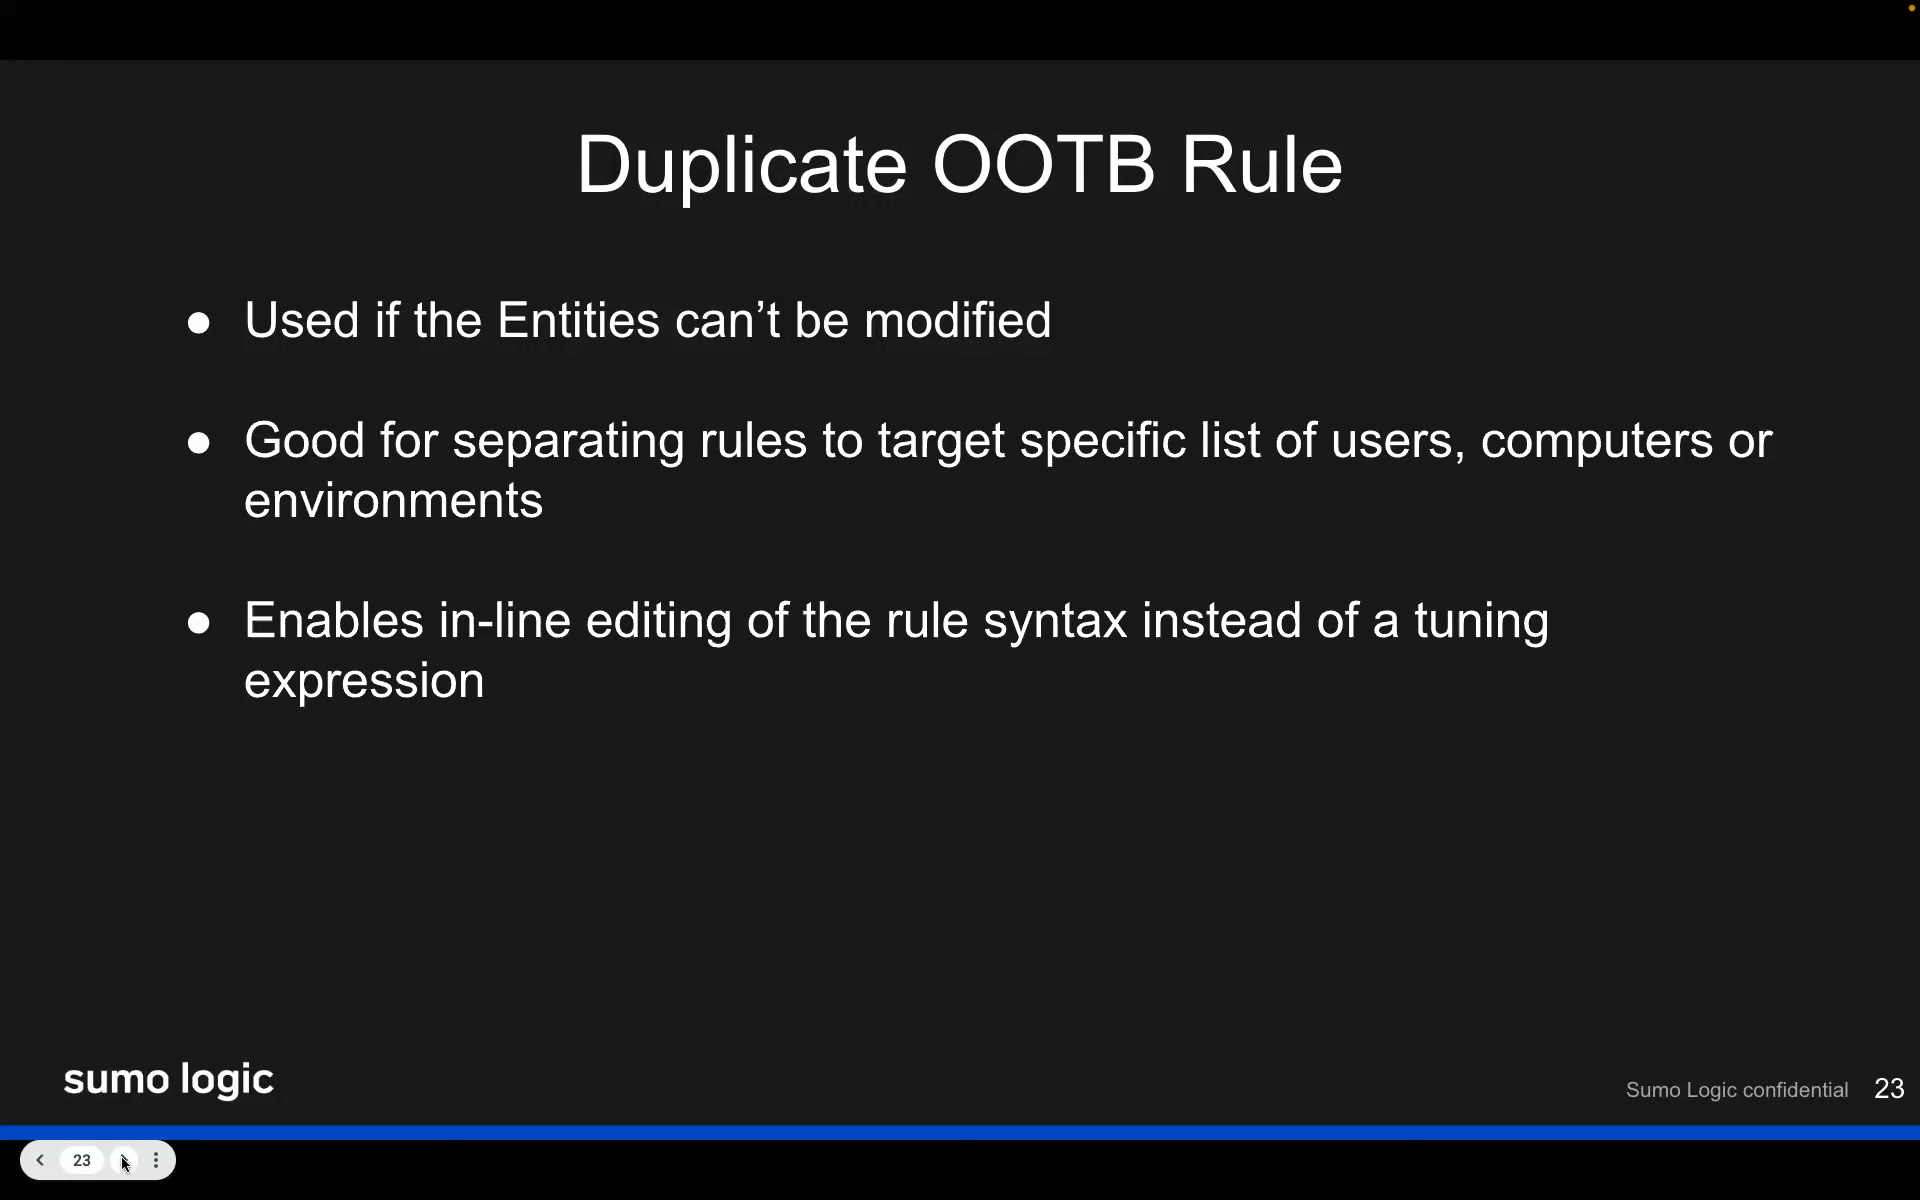 Duplicate OOTB Rule
● Used if the Entities can’t be modified
● Good for separating rules to target specific list of users, computers or
environments
● Enables in-line editing of the rule syntax instead of a tuning
expression
sumo logic
Sumo Logic confidential 23
23